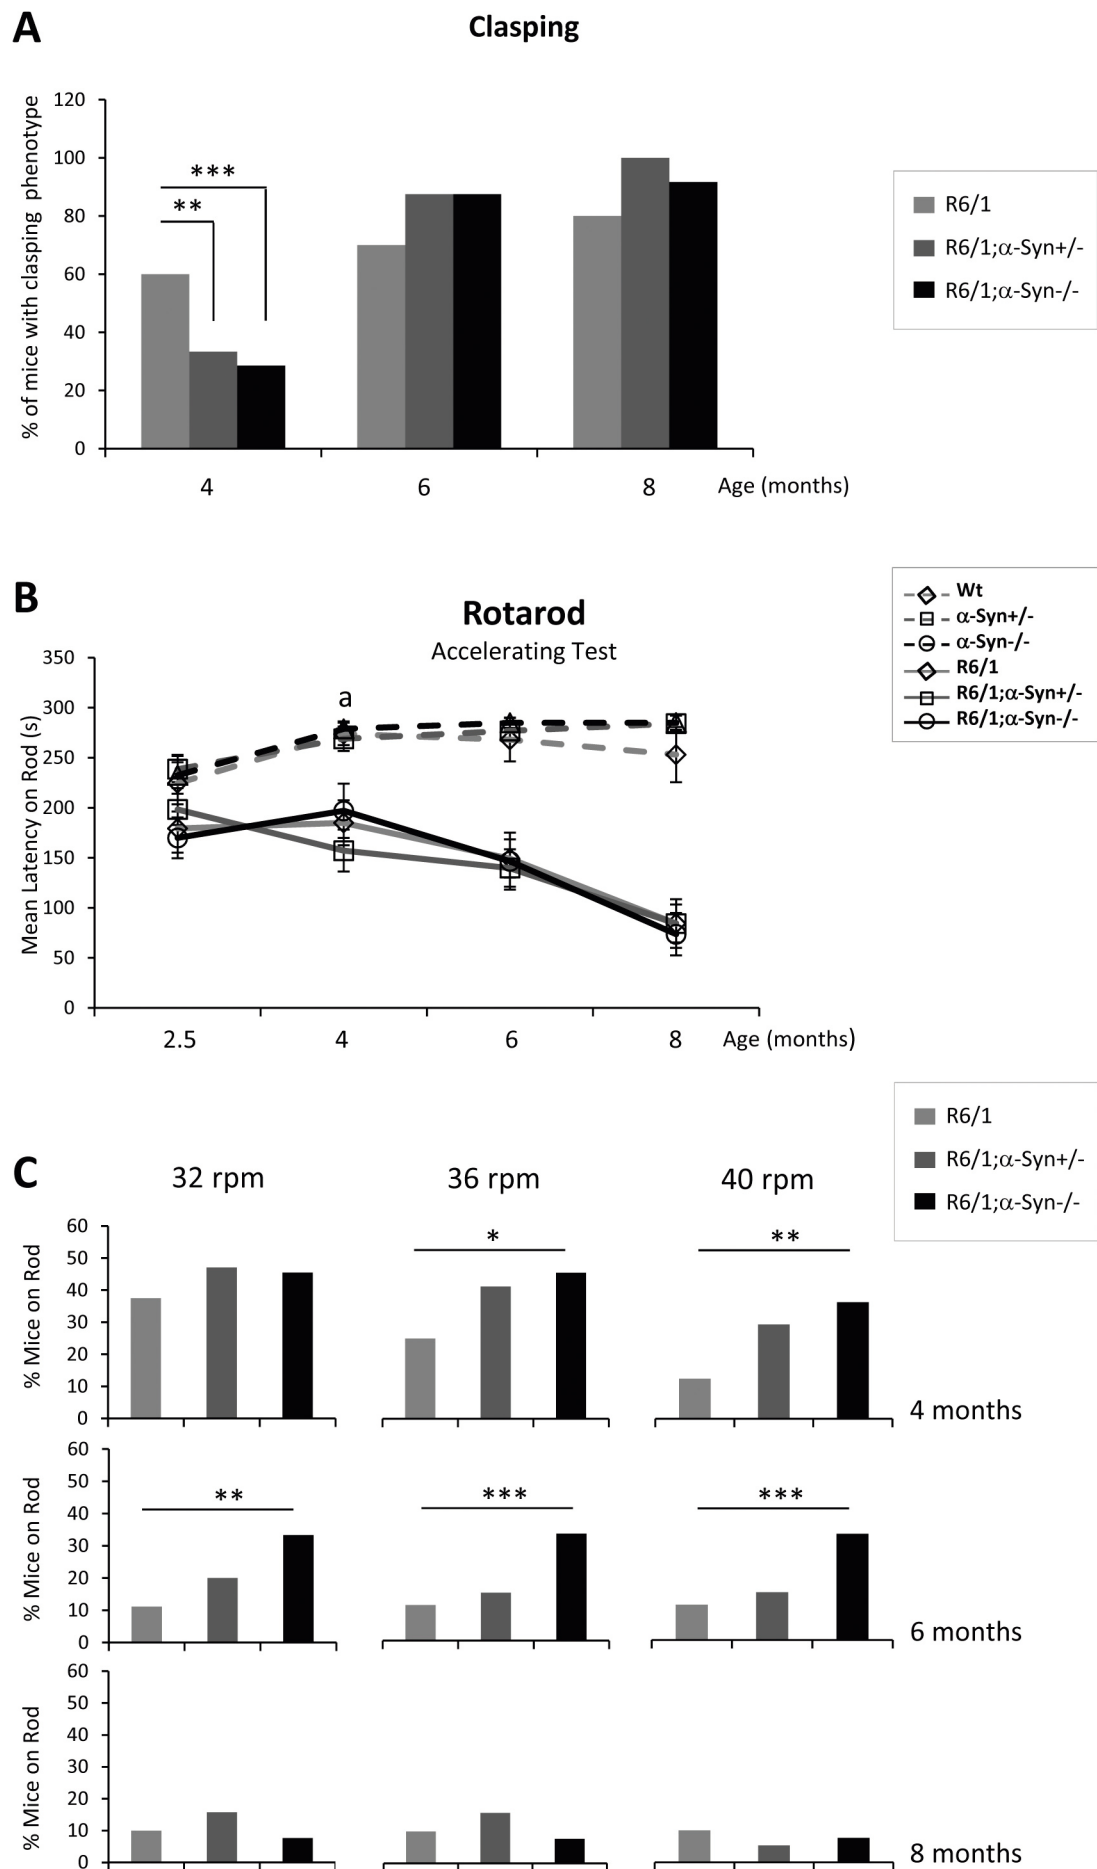 A
Clasping
% of mice with clasping phenotype
120
100
80
60
40
20
0
***
**
4
6
8
Age (months)
R6/1
R6/1;α-Syn+/-
R6/1;α-Syn-/-
B
Rotarod
Accelerating Test
Mean Latency on Rod (s)
350
300
250
200
150
100
50
0
a
2.5
4
6
8
Age (months)
Wt
α-Syn+/-
α-Syn-/-
R6/1
R6/1;α-Syn+/-
R6/1;α-Syn-/-
R6/1
R6/1;α-Syn+/-
R6/1;α-Syn-/-
C
32 rpm
36 rpm
40 rpm
% Mice on Rod
60
50
40
30
20
10
0
*
**
4 months
% Mice on Rod
60
50
40
30
20
10
0
**
***
***
6 months
% Mice on Rod
60
50
40
30
20
10
0
8 months